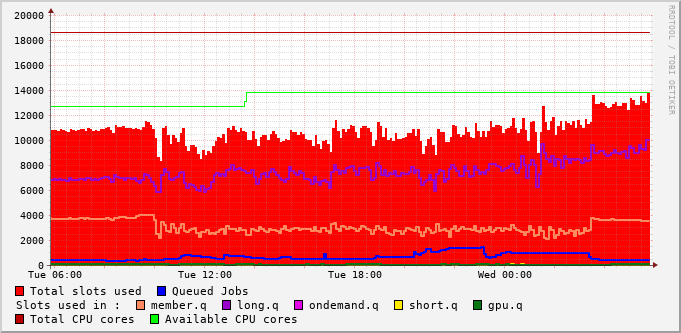 20000
18000
16000
14000
12000
10000
8000
6000
4000
2000
0
Tue 06:00 Tue 12:00 Tue 18:00 Wed 00:00
RRDTOOL / TOBI OETIKER
Total slots used Queued Jobs
Slots used in : member.q long.q ondemand.q short.q gpu.q
Total CPU cores Available CPU cores